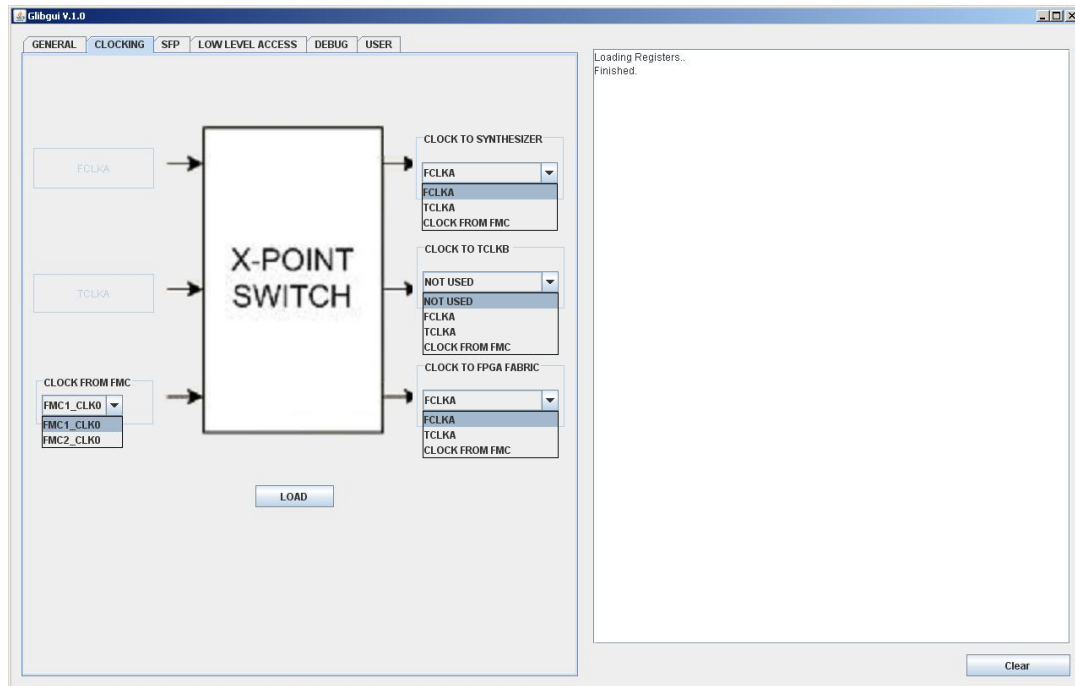 Glibgui V.1.0
GENERAL CLOCKING SFP LOW LEVEL ACCESS DEBUG USER
FCLKA
TCLKA
CLOCK FROM FMC
FMC1_CLK0
FMC1_CLK0
FMC2_CLK0
X-POINT
SWITCH
CLOCK TO SYNTHESIZER
FCLKA
FCLKA
TCLKA
CLOCK FROM FMC
CLOCK TO TCLKB
NOT USED
NOT USED
FCLKA
TCLKA
CLOCK FROM FMC
CLOCK TO FPGA FABRIC
FCLKA
FCLKA
TCLKA
CLOCK FROM FMC
LOAD
Loading Registers..
Finished.
Clear